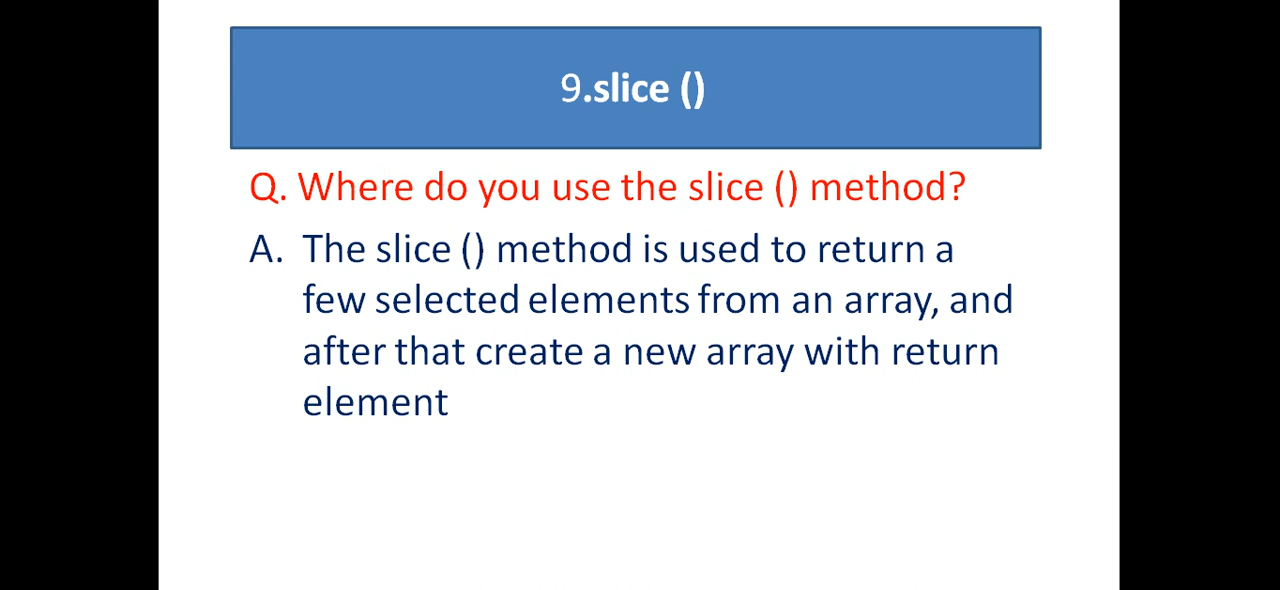 9.slice ()
Q. Where do you use the slice () method?
A. The slice () method is used to return a
few selected elements from an array, and
after that create a new array with return
element